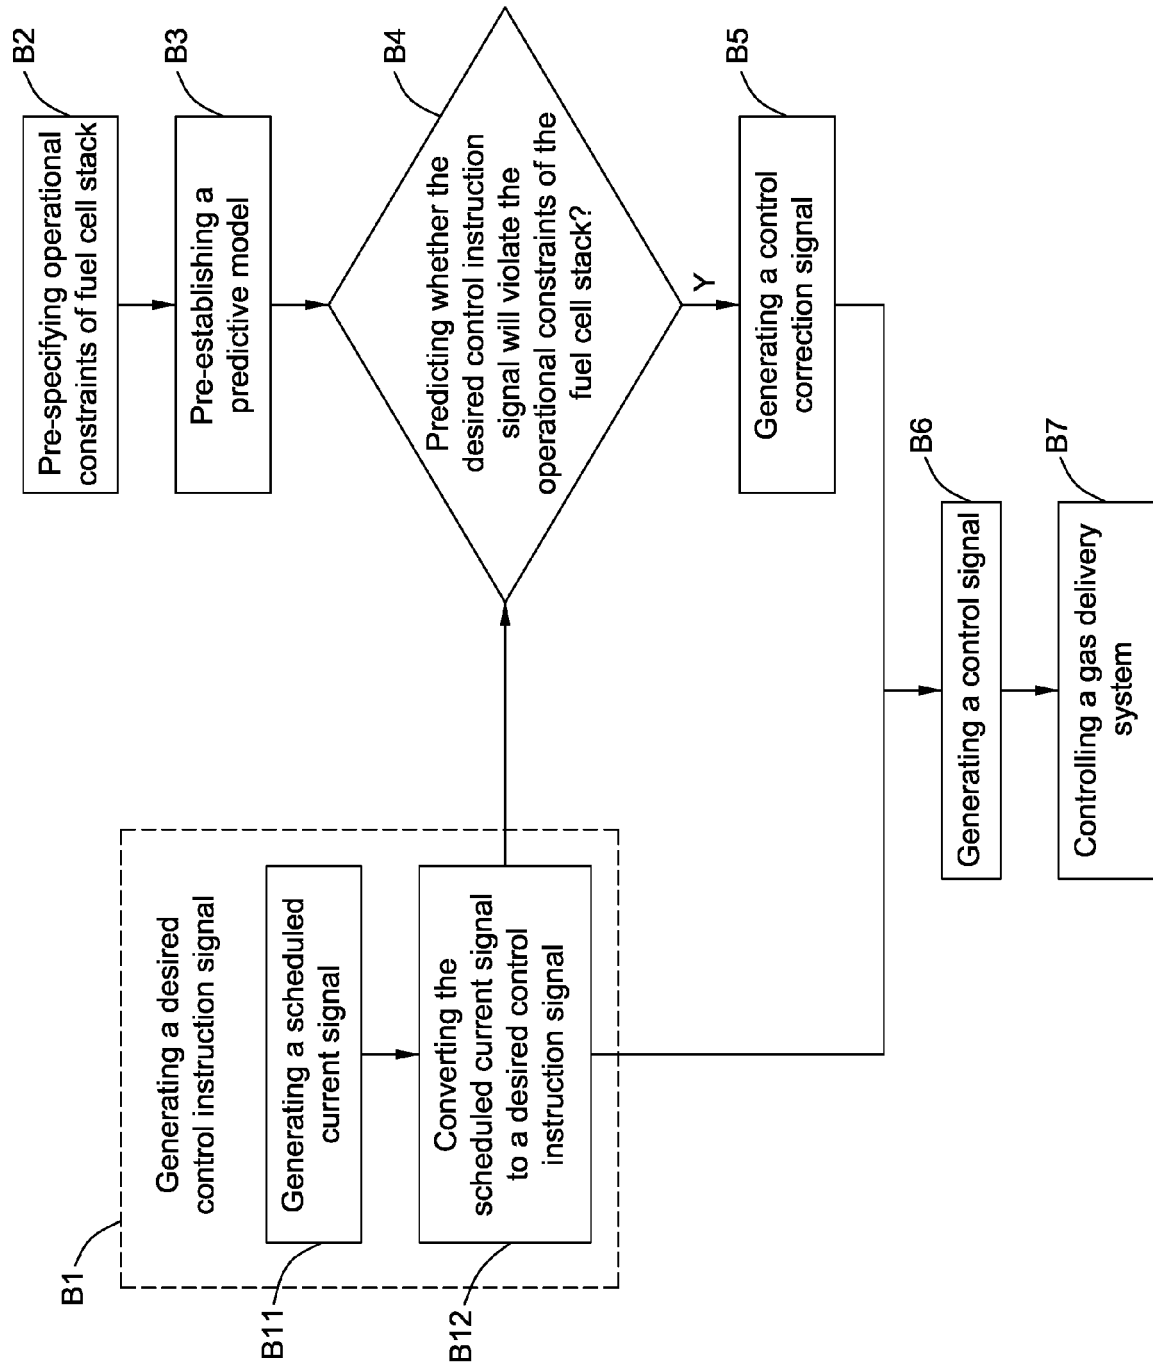 B1
Generating a desired
control instruction signal
B11
Generating a scheduled
current signal
B12
Converting the
scheduled current signal
to a desired control
instruction signal
B2
Pre-specifying operational
constraints of fuel cell stack
B3
Pre-establishing a
predictive model
B4
Predicting whether the
desired control instruction
signal will violate the
operational constraints of the
fuel cell stack?
Y
B5
Generating a control
correction signal
B6
Generating a control signal
B7
Controlling a gas delivery
system